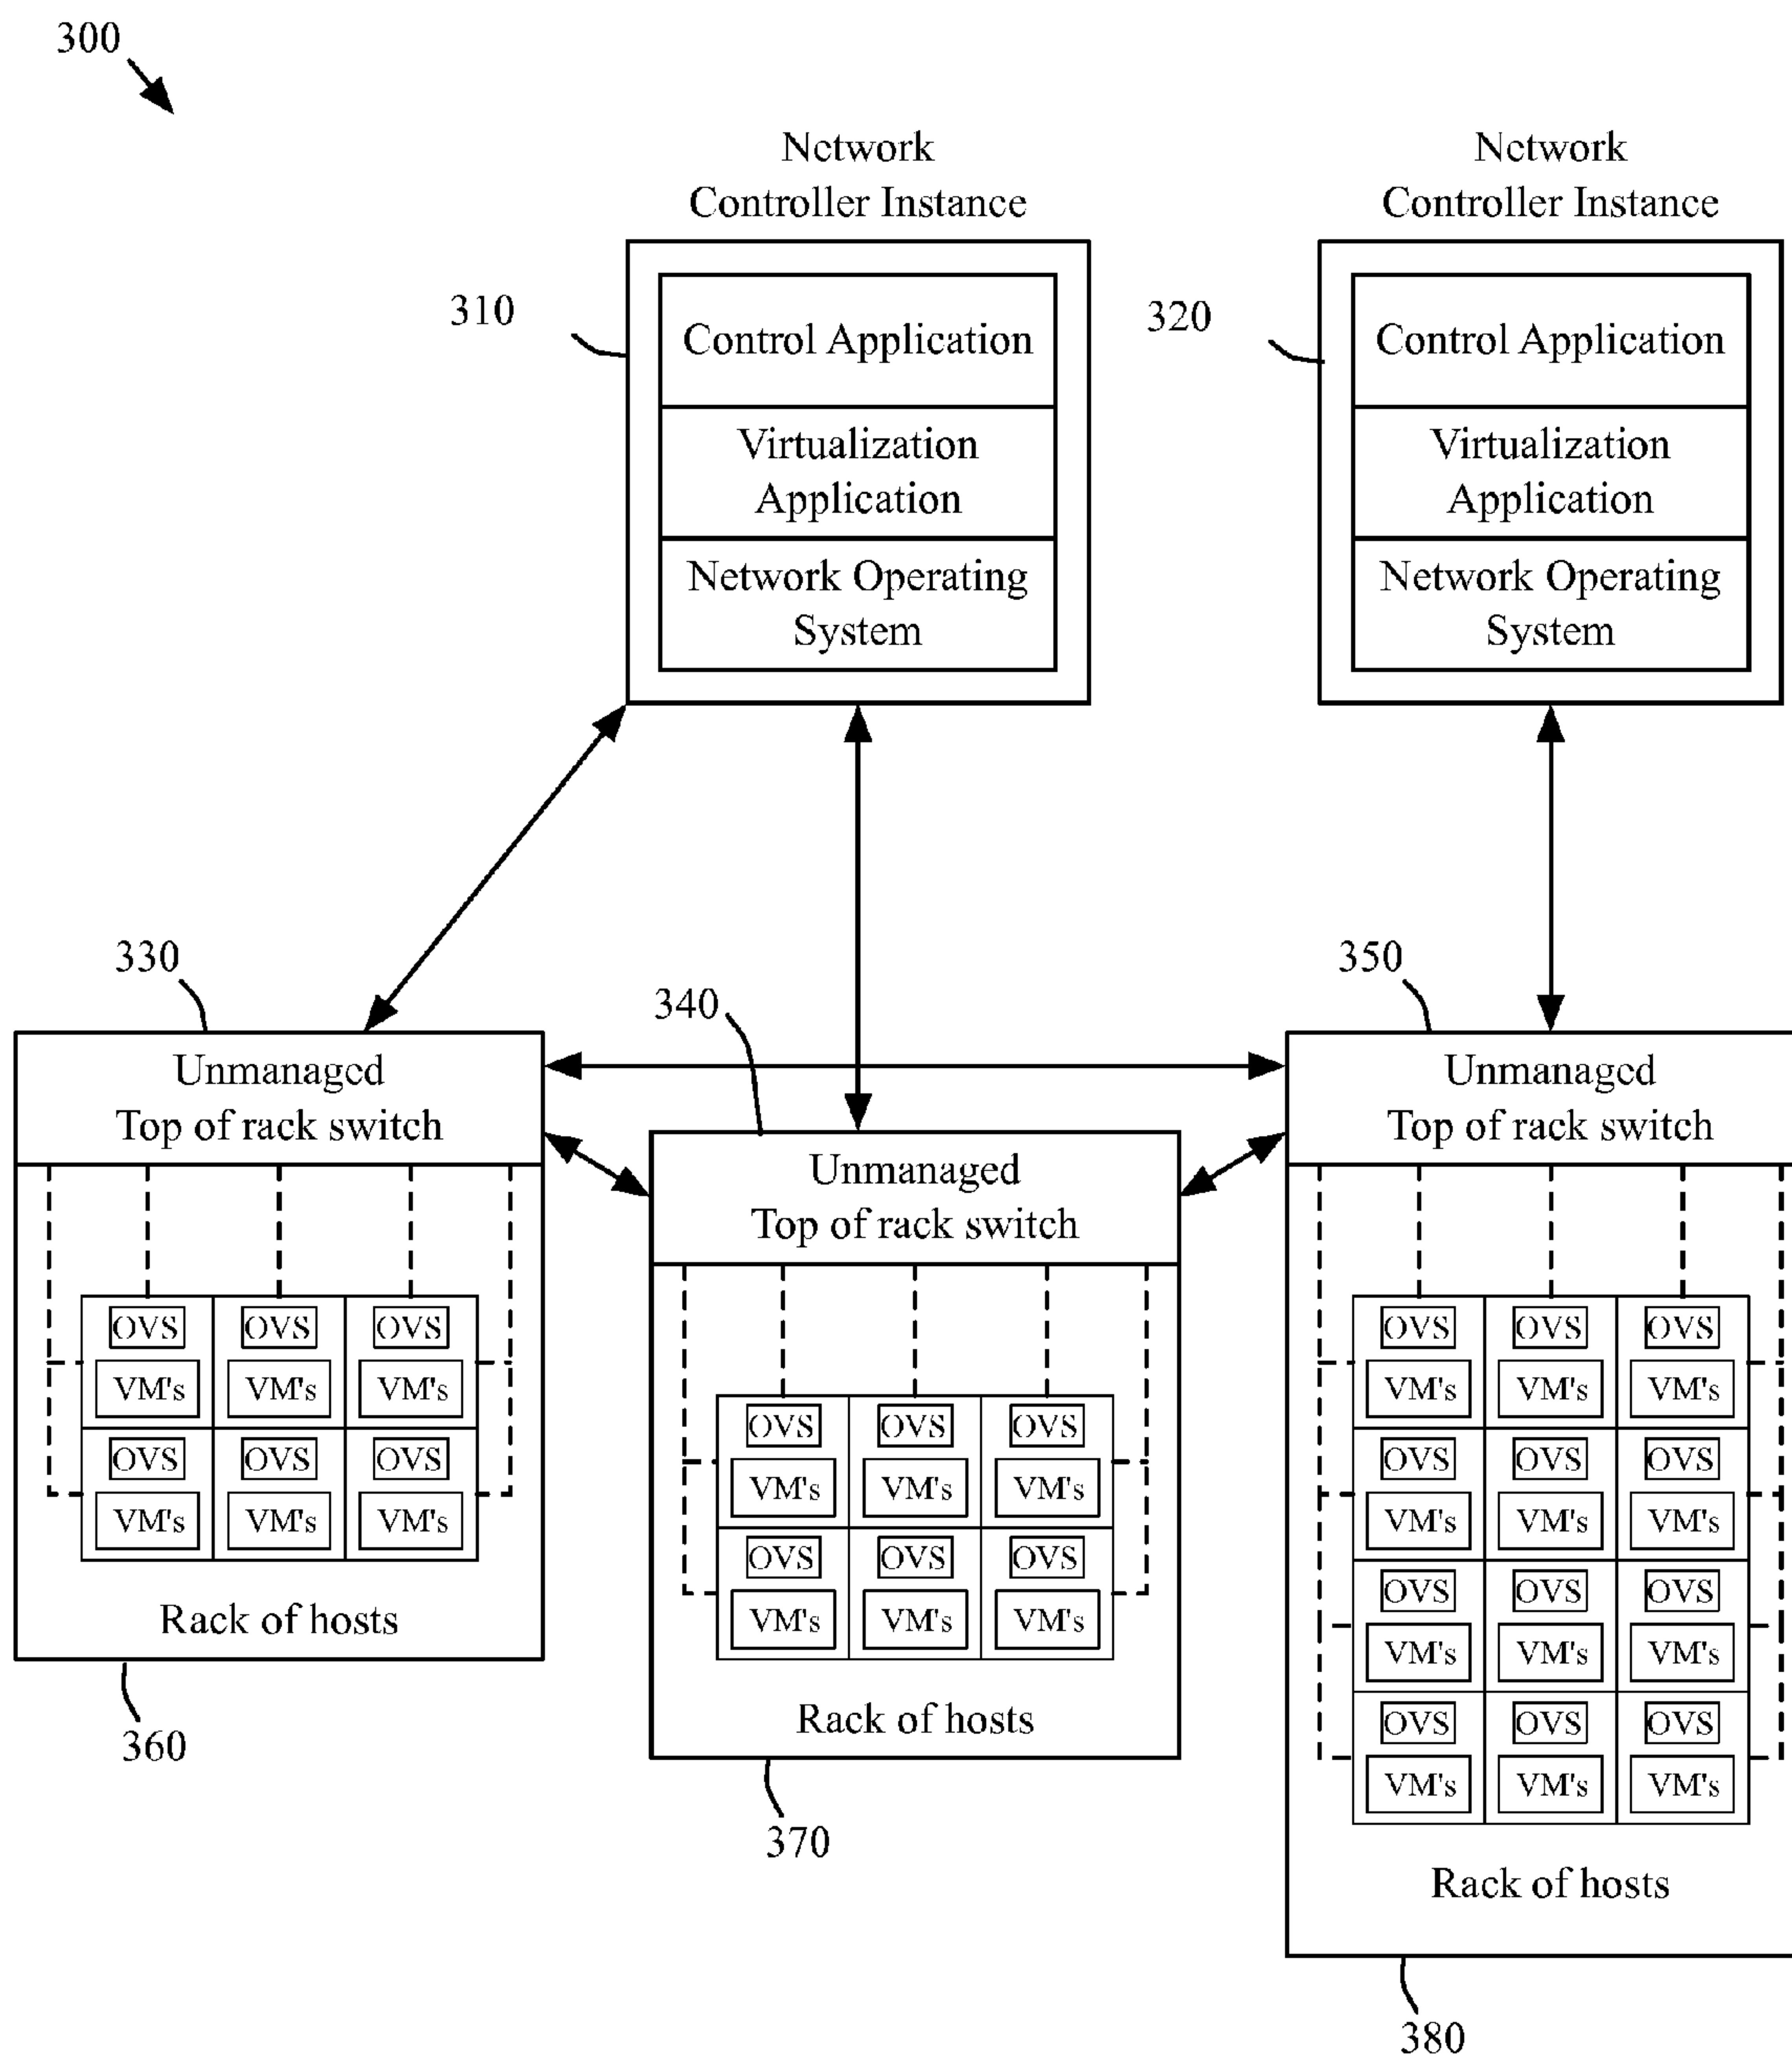 300
Network
Controller Instance
Network
Controller Instance
310
Control Application
Virtualization
Application
Network Operating
System
320
Control Application
Virtualization
Application
Network Operating
System
330
Unmanaged
Top of rack switch
340
Unmanaged
Top of rack switch
350
Unmanaged
Top of rack switch
OVS OVS OVS
VM's VM's VM's
OVS OVS OVS
VM's VM's VM's
Rack of hosts
360
OVS OVS OVS
VM's VM's VM's
OVS OVS OVS
VM's VM's VM's
Rack of hosts
370
OVS OVS OVS
VM's VM's VM's
OVS OVS OVS
VM's VM's VM's
OVS OVS OVS
VM's VM's VM's
OVS OVS OVS
VM's VM's VM's
Rack of hosts
380